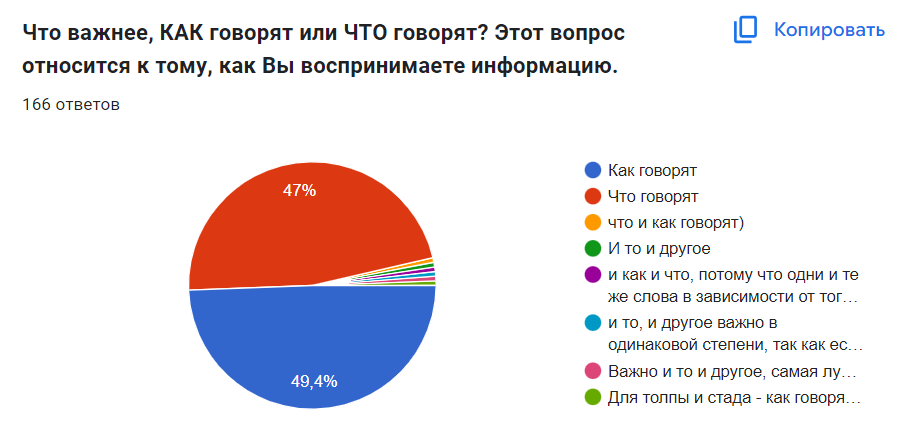 Что важнее, КАК говорят или ЧТО говорят? Этот вопрос
относится к тому, как Вы воспринимаете информацию.
Копировать
166 ответов
47%
49,4%
Как говорят
Что говорят
что и как говорят)
И то и другое
и как и что, потому что одни и те
же слова в зависимости от тог…
и то, и другое важно в
одинаковой степени, так как ес…
Важно и то и другое, самая лу…
Для толпы и стада - как говоря…